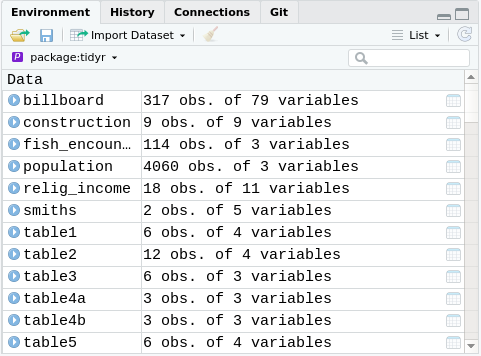 Environment History Connections Git
Import Dataset List
P package:tidyr
Data
billboard 317 obs. of 79 variables
construction 9 obs. of 9 variables
fish_encoun… 114 obs. of 3 variables
population 4060 obs. of 3 variables
relig_income 18 obs. of 11 variables
smiths 2 obs. of 5 variables
table1 6 obs. of 4 variables
table2 12 obs. of 4 variables
table3 6 obs. of 3 variables
table4a 3 obs. of 3 variables
table4b 3 obs. of 3 variables
table5 6 obs. of 4 variables